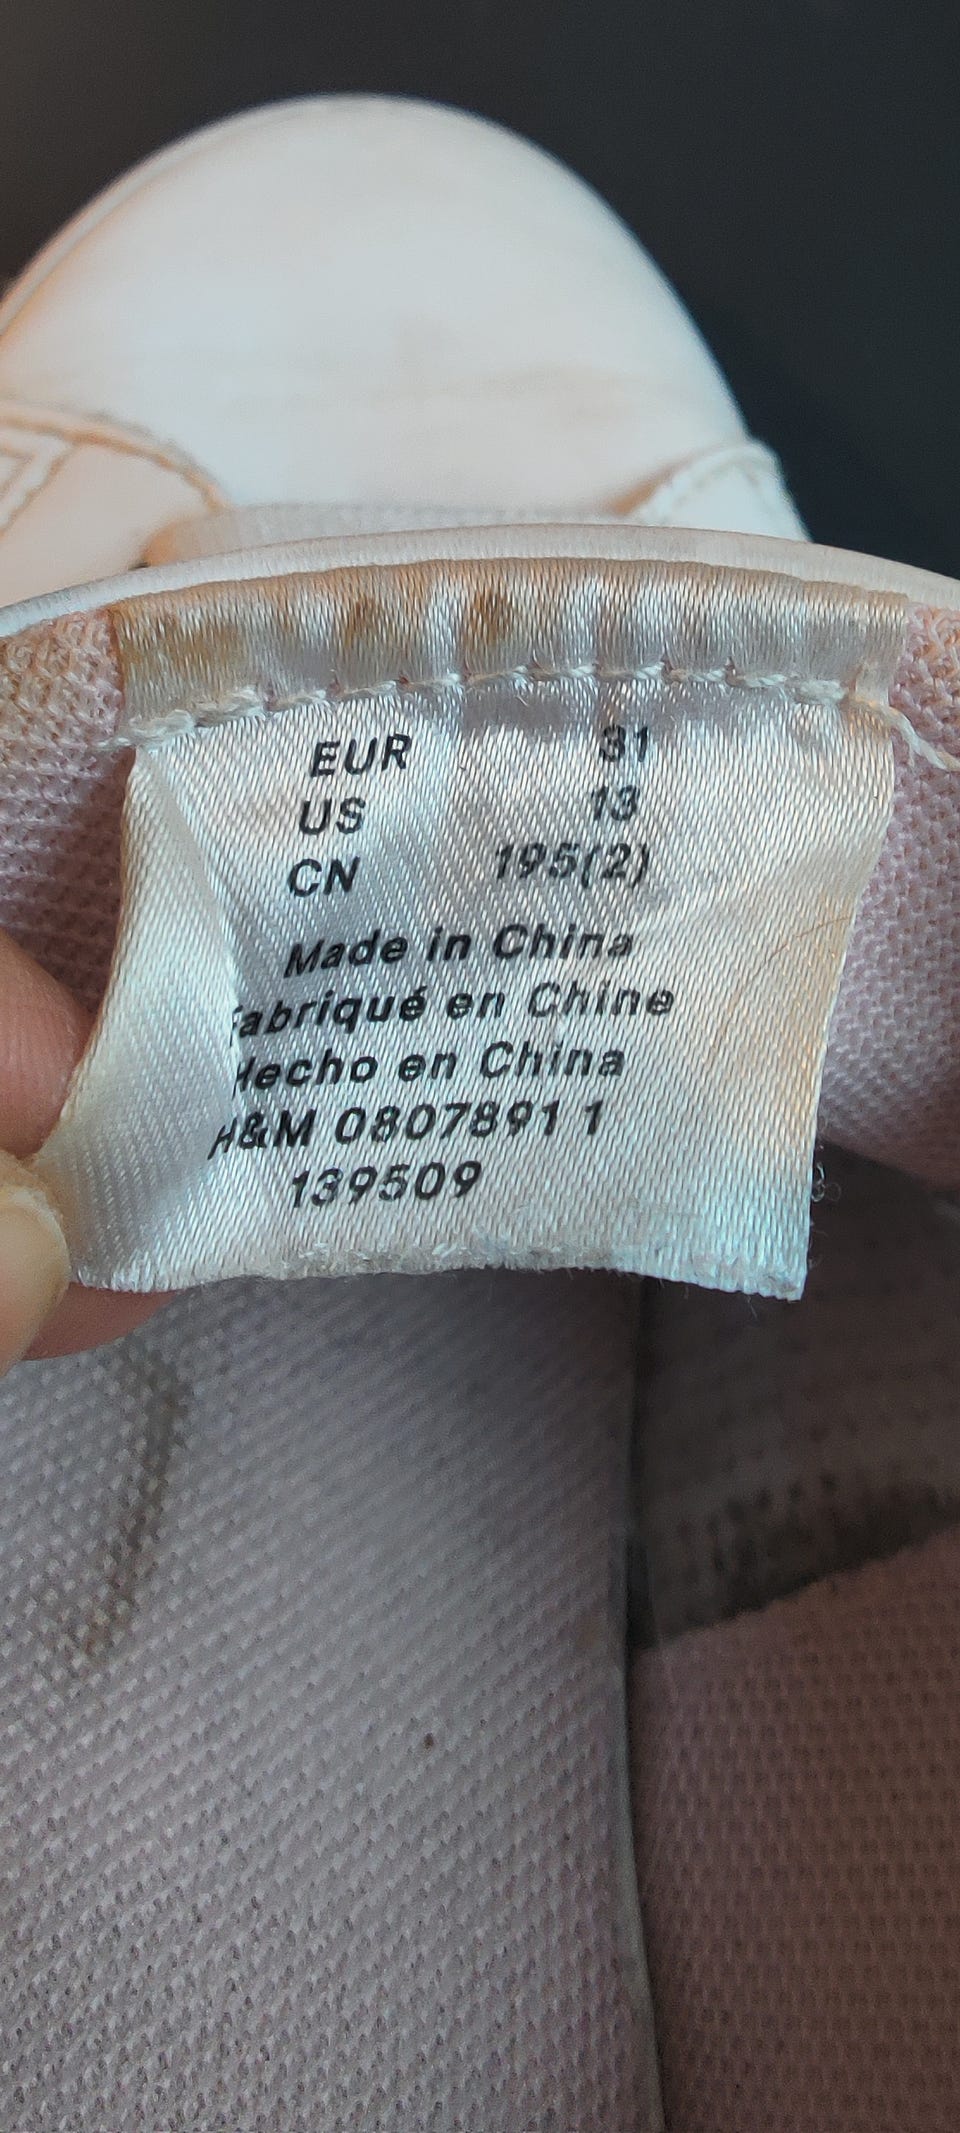 EUR 31
US 13
CN 195(2)
Made in China
Fabriqué en Chine
Hecho en China
H&M 0807891 1
139509